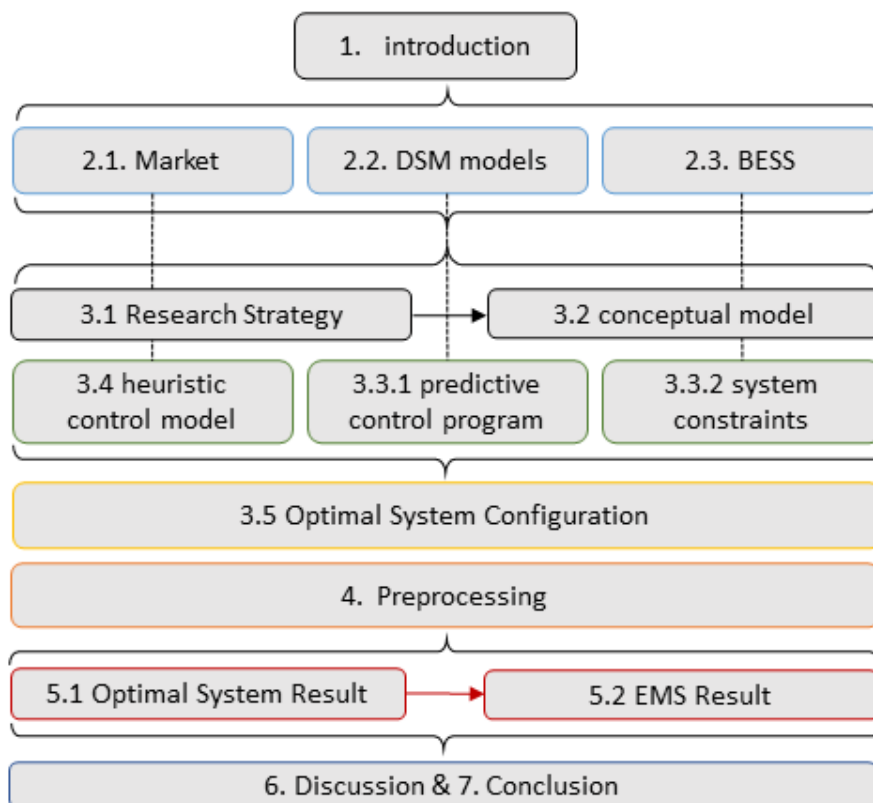 1. introduction
2.1. Market
2.2. DSM models
2.3. BESS
3.1 Research Strategy
3.2 conceptual model
3.4 heuristic
control model
3.3.1 predictive
control program
3.3.2 system
constraints
3.5 Optimal System Configuration
4. Preprocessing
5.1 Optimal System Result
5.2 EMS Result
6. Discussion & 7. Conclusion